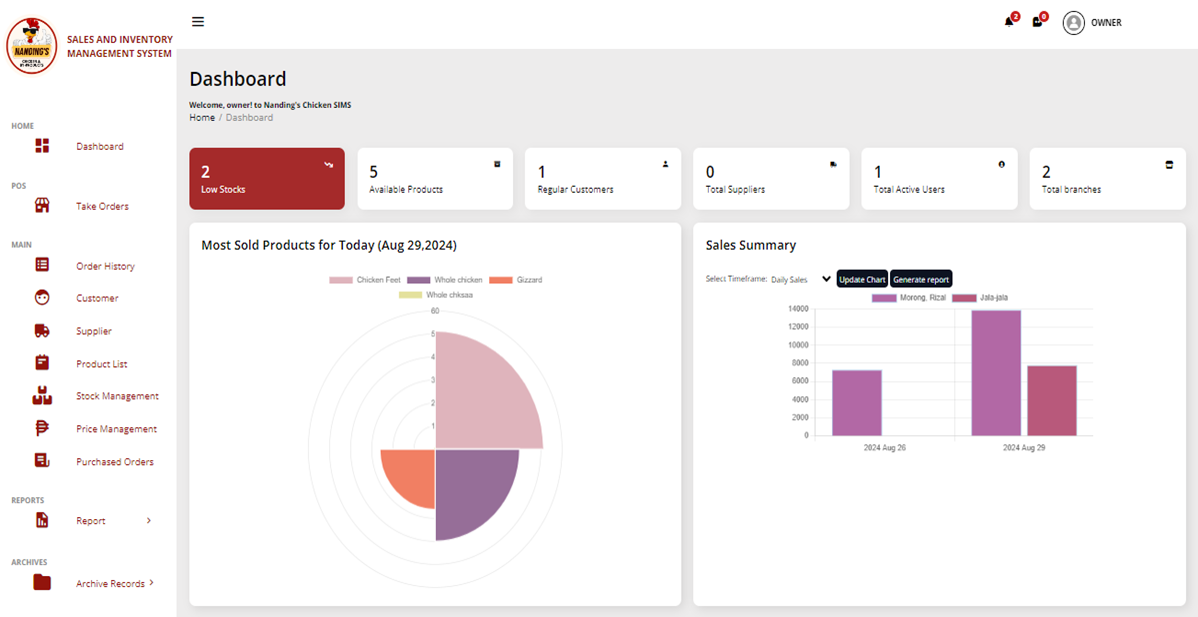 NANDING'S
SALES AND INVENTORY
MANAGEMENT SYSTEM
2
0
OWNER
Dashboard
Welcome, owner! to Nanding's Chicken SIMS
Home / Dashboard
HOME
Dashboard
POS
Take Orders
MAIN
Order History
Customer
Supplier
Product List
Stock Management
Price Management
Purchased Orders
REPORTS
Report
ARCHIVES
Archive Records
2
Low Stocks
5
Available Products
1
Regular Customers
0
Total Suppliers
1
Total Active Users
2
Total branches
Most Sold Products for Today (Aug 29,2024)
Chicken Feet Whole chicken Gizzard
Whole chksaa
60
5
4
3
2
1
Sales Summary
Select Timeframe: Daily Sales Update Chart Generate report
Morong, Rizal Jala-jala
14000
12000
10000
8000
6000
4000
2000
0
2024 Aug 26 2024 Aug 29